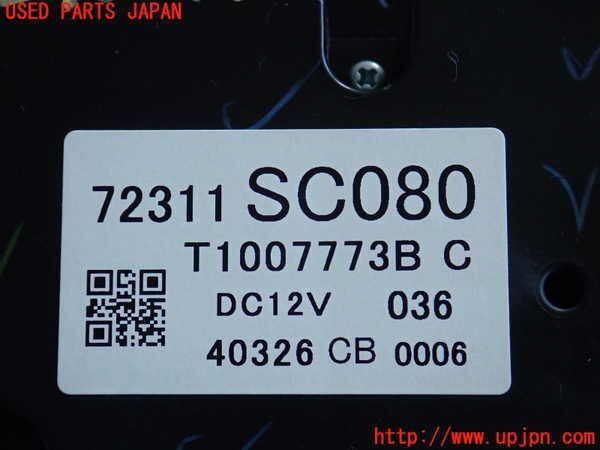 USED PARTS JAPAN
72311 SC080
T1007773B C
DC12V 036
40326 CB 0006
http://www.upjpn.com/